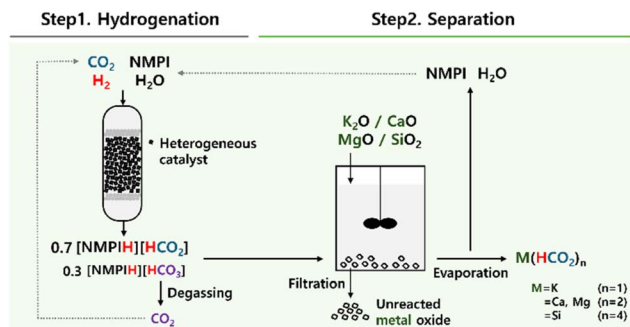 Step1. Hydrogenation
Step2. Separation
CO₂ NMPI
H₂ H₂O
* Heterogeneous
catalyst
0.7 [NMPIH][HCO₂]
0.3 [NMPIH][HCO₃]
Degassing
CO₂
K₂O / CaO
MgO / SiO₂
Filtration
Unreacted
metal oxide
NMPI H₂O
Evaporation
M(HCO₂)ₙ
M=K (n=1)
=Ca, Mg (n=2)
=Si (n=4)